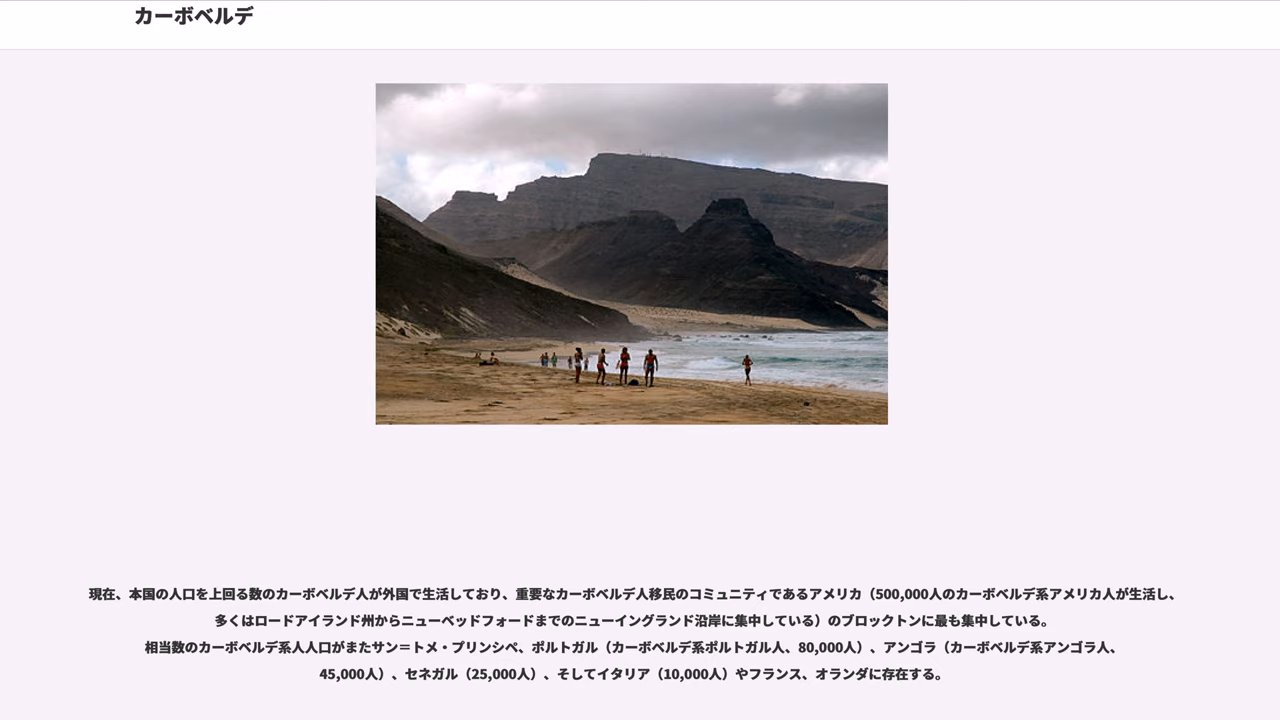 カーボベルデ
現在、本国の人口を上回る数のカーボベルデ人が外国で生活しており、重要なカーボベルデ人移民のコミュニティであるアメリカ（500,000人のカーボベルデ系アメリカ人が生活し、
多くはロードアイランド州からニューベッドフォードまでのニューイングランド沿岸に集中している）のブロックトンに最も集中している。
相当数のカーボベルデ系人人口がまたサン＝トメ・プリンシペ、ポルトガル（カーボベルデ系ポルトガル人、80,000人）、アンゴラ（カーボベルデ系アンゴラ人、
45,000人）、セネガル（25,000人）、そしてイタリア（10,000人）やフランス、オランダに存在する。